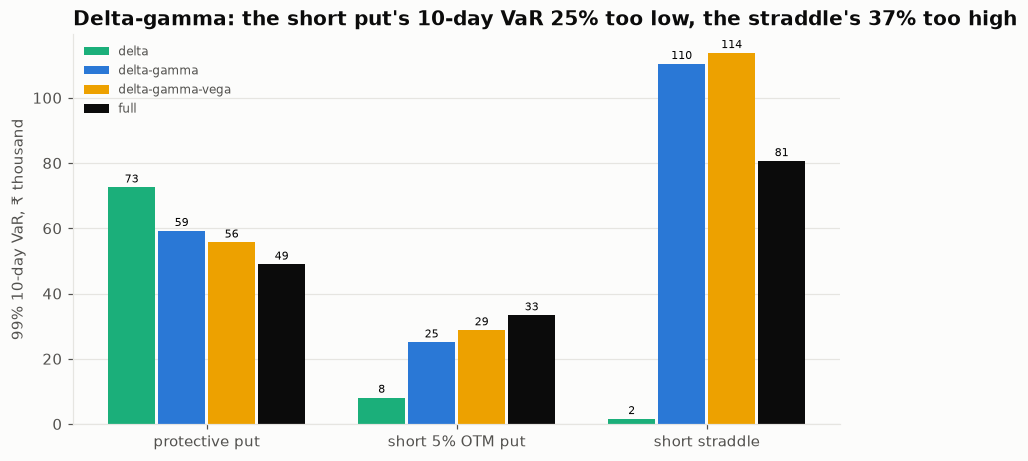 Delta-gamma: the short put's 10-day VaR 25% too low, the straddle's 37% too high
delta
delta-gamma
delta-gamma-vega
full
99% 10-day VaR, ₹ thousand
100
80
60
40
20
0
73
59
56
49
8
25
29
33
2
110
114
81
protective put
short 5% OTM put
short straddle